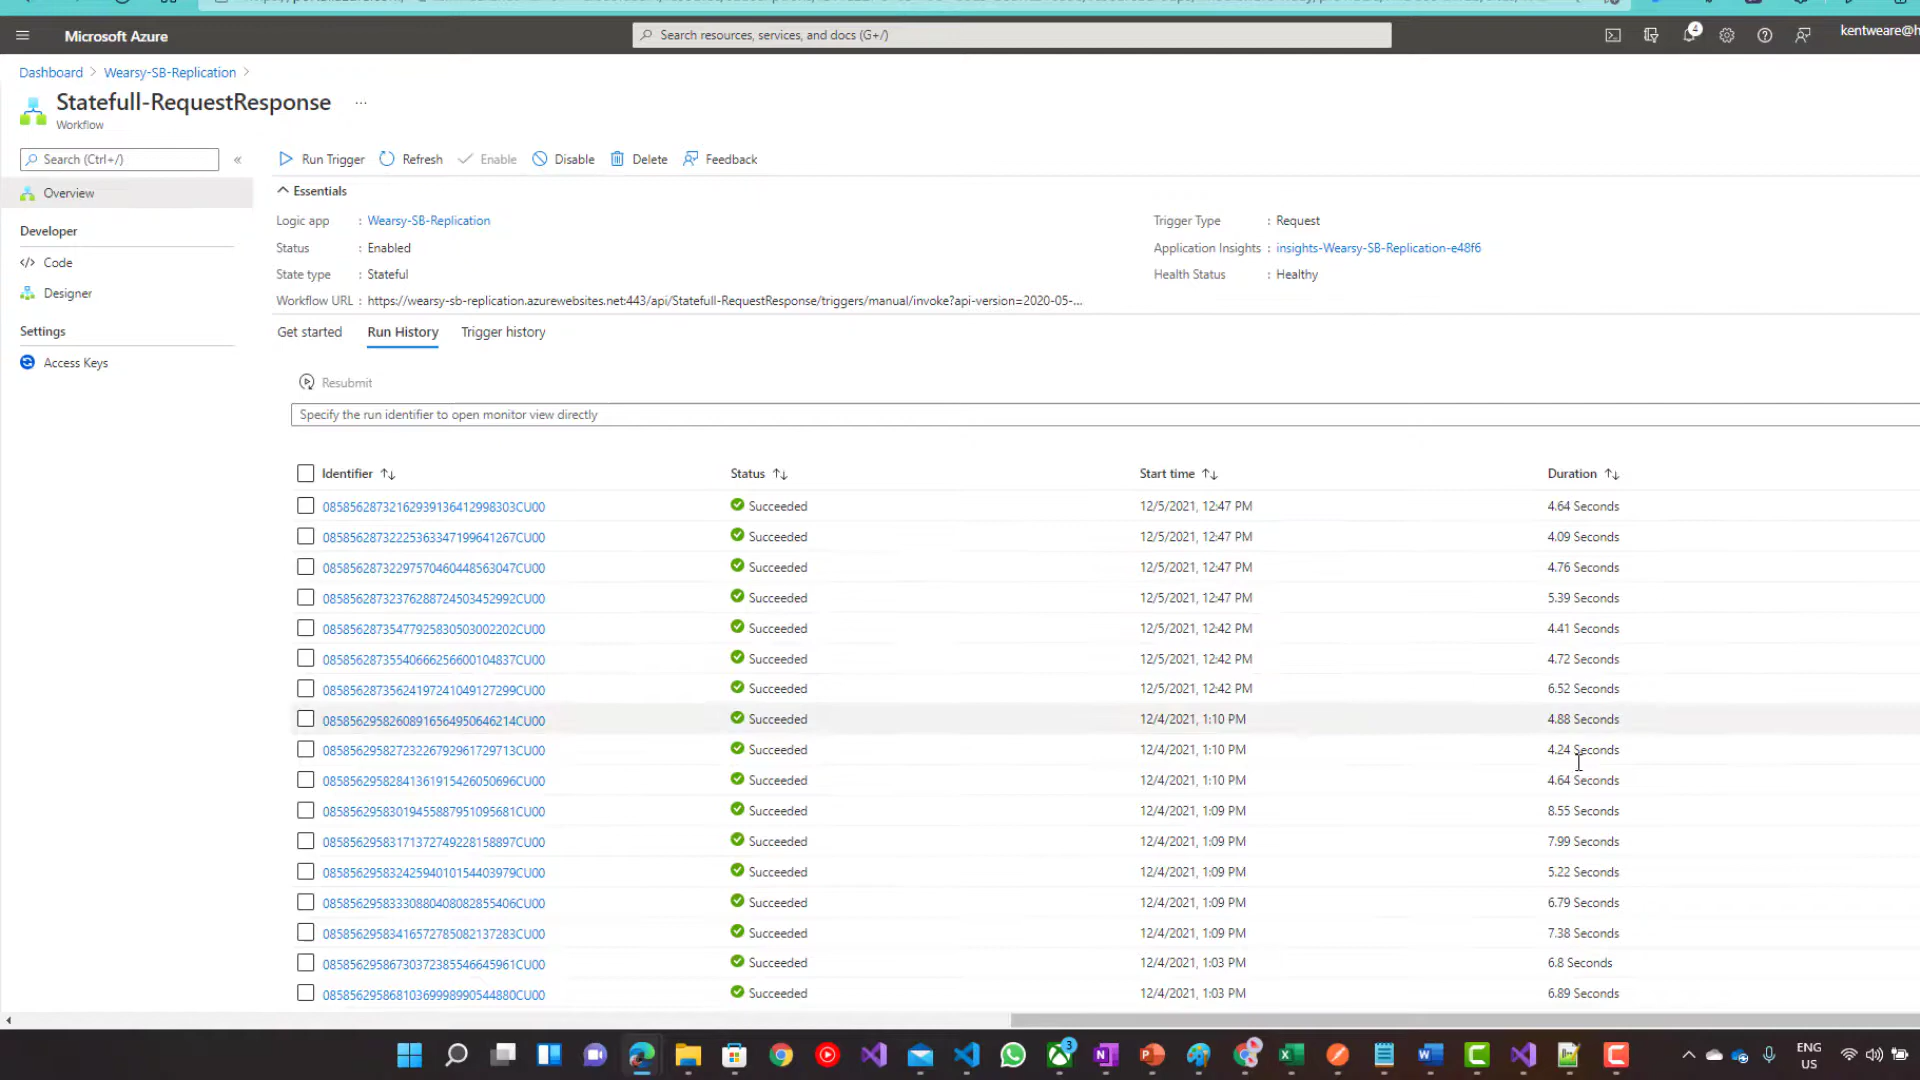 Microsoft Azure
Search resources, services, and docs (G+/)
4
kentweare@h
Dashboard > Wearsy-SB-Replication >
Statefull-RequestResponse ...
Workflow
Search (Ctrl+/) «
Run Trigger Refresh Enable Disable Delete Feedback
Overview
Developer
Code
Designer
Settings
Access Keys
Essentials
Logic app : Wearsy-SB-Replication
Trigger Type : Request
Status : Enabled
Application Insights : insights-Wearsy-SB-Replication-e48f6
State type : Stateful
Health Status : Healthy
Workflow URL : https://wearsy-sb-replication.azurewebsites.net:443/api/Statefull-RequestResponse/triggers/manual/invoke?api-version=2020-05-...
Get started Run History Trigger history
Resubmit
Specify the run identifier to open monitor view directly
Identifier Status Start time Duration
08585628732162939136412998303CU00 Succeeded 12/5/2021, 12:47 PM 4.64 Seconds
08585628732225363347199641267CU00 Succeeded 12/5/2021, 12:47 PM 4.09 Seconds
08585628732297570460448563047CU00 Succeeded 12/5/2021, 12:47 PM 4.76 Seconds
08585628732376288724503452992CU00 Succeeded 12/5/2021, 12:47 PM 5.39 Seconds
08585628735477925830503002202CU00 Succeeded 12/5/2021, 12:42 PM 4.41 Seconds
08585628735540666256600104837CU00 Succeeded 12/5/2021, 12:42 PM 4.72 Seconds
08585628735624197241049127299CU00 Succeeded 12/5/2021, 12:42 PM 6.52 Seconds
08585629582608916564950646214CU00 Succeeded 12/4/2021, 1:10 PM 4.88 Seconds
08585629582723226792961729713CU00 Succeeded 12/4/2021, 1:10 PM 4.24 Seconds
08585629582841361915426050696CU00 Succeeded 12/4/2021, 1:10 PM 4.64 Seconds
08585629583019455887951095681CU00 Succeeded 12/4/2021, 1:09 PM 8.55 Seconds
08585629583171372749228158897CU00 Succeeded 12/4/2021, 1:09 PM 7.99 Seconds
08585629583242594010154403979CU00 Succeeded 12/4/2021, 1:09 PM 5.22 Seconds
08585629583330880408082855406CU00 Succeeded 12/4/2021, 1:09 PM 6.79 Seconds
08585629583416572785082137283CU00 Succeeded 12/4/2021, 1:09 PM 7.38 Seconds
08585629586730372385546645961CU00 Succeeded 12/4/2021, 1:03 PM 6.8 Seconds
08585629586810369998990544880CU00 Succeeded 12/4/2021, 1:03 PM 6.89 Seconds
3
ENG
US